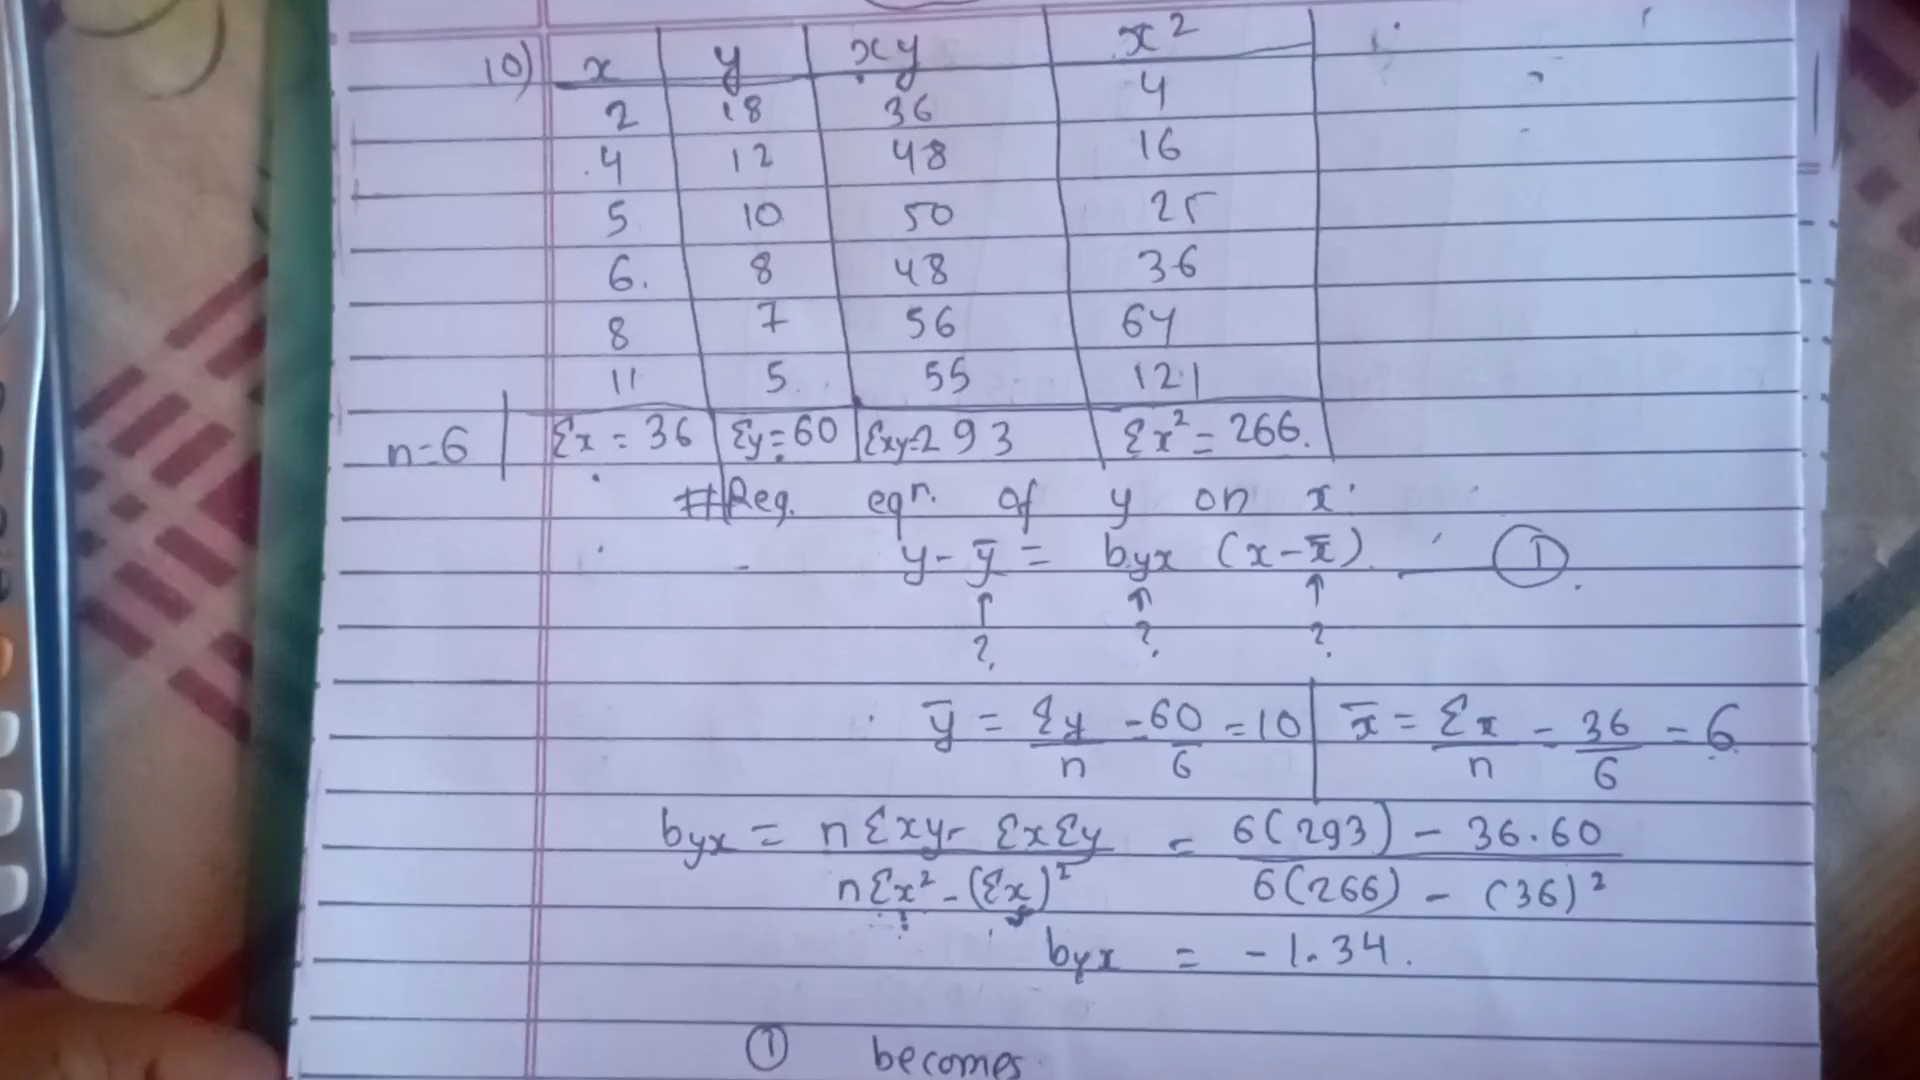 10) x y xy x²
2 18 36 4
4 12 48 16
5 10 50 25
6. 8 48 36
8 7 56 64
11 5 55 121
n=6 Σx = 36 Σy=60 Σxy=293 Σx² = 266.
# Reg. eqn. of y on x
y - ȳ = byx (x - x̄). — ①.
↑ ↑ ↑
? ? ?
ȳ = Σy/n = 60/6 = 10 x̄ = Σx/n = 36/6 = 6
byx = (nΣxy - ΣxΣy)/(nΣx² - (Σx)²) = (6(293) - 36.60)/(6(266) - (36)²)
byx = -1.34.
① becomes